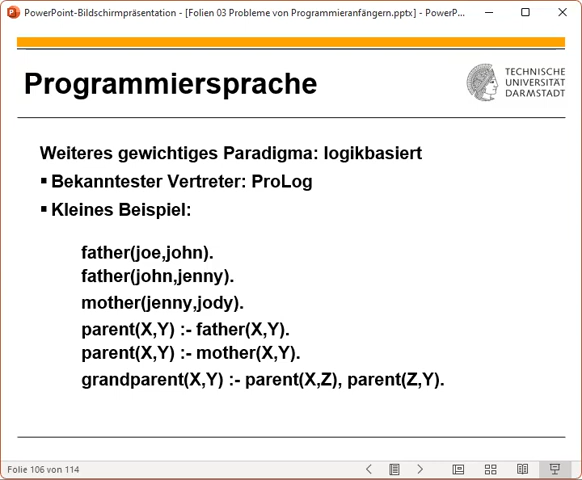 PowerPoint-Bildschirmpräsentation - [Folien 03 Probleme von Programmieranfängern.pptx] - PowerP...
Programmiersprache
TECHNISCHE
UNIVERSITÄT
DARMSTADT
Weiteres gewichtiges Paradigma: logikbasiert
▪ Bekanntester Vertreter: ProLog
▪ Kleines Beispiel:
father(joe,john).
father(john,jenny).
mother(jenny,jody).
parent(X,Y) :- father(X,Y).
parent(X,Y) :- mother(X,Y).
grandparent(X,Y) :- parent(X,Z), parent(Z,Y).
Folie 106 von 114